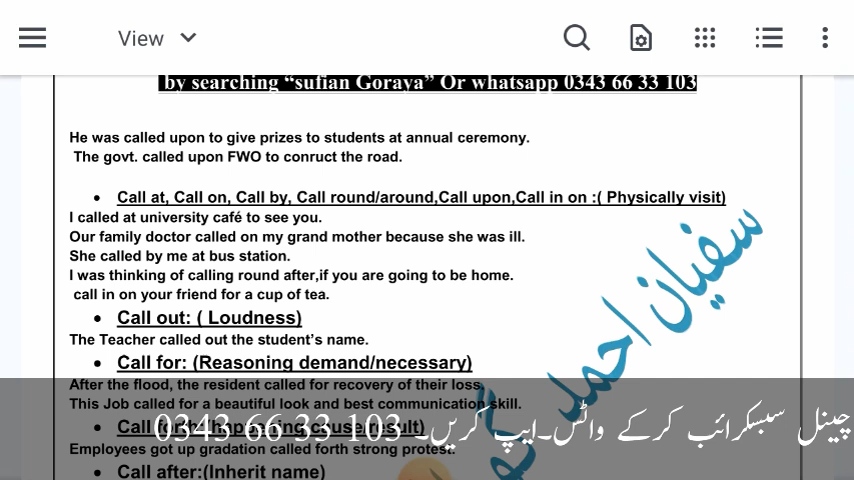 View
by searching “sufian Goraya” Or whatsapp 0343 66 33 103
He was called upon to give prizes to students at annual ceremony.
The govt. called upon FWO to conruct the road.
• Call at, Call on, Call by, Call round/around,Call upon,Call in on :( Physically visit)
I called at university café to see you.
Our family doctor called on my grand mother because she was ill.
She called by me at bus station.
I was thinking of calling round after,if you are going to be home.
call in on your friend for a cup of tea.
• Call out: ( Loudness)
The Teacher called out the student’s name.
• Call for: (Reasoning demand/necessary)
After the flood, the resident called for recovery of their loss.
This Job called for a beautiful look and best communication skill.
• Call forth: result)
Employees got up gradation called forth strong protest.
• Call after:(Inherit name)
سفیان احمد
چینل سبسکرائب کرکے واٹس۔ایپ کریں۔ 103 33 66 0343